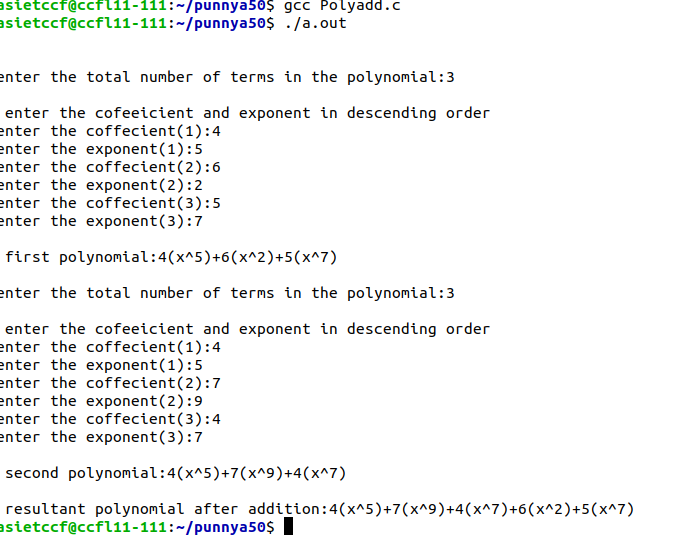 asietccf@ccfl11-111:~/punnya50$ gcc Polyadd.c
asietccf@ccfl11-111:~/punnya50$ ./a.out
enter the total number of terms in the polynomial:3
enter the cofeeicient and exponent in descending order
enter the coffecient(1):4
enter the exponent(1):5
enter the coffecient(2):6
enter the exponent(2):2
enter the coffecient(3):5
enter the exponent(3):7
first polynomial:4(x^5)+6(x^2)+5(x^7)
enter the total number of terms in the polynomial:3
enter the cofeeicient and exponent in descending order
enter the coffecient(1):4
enter the exponent(1):5
enter the coffecient(2):7
enter the exponent(2):9
enter the coffecient(3):4
enter the exponent(3):7
second polynomial:4(x^5)+7(x^9)+4(x^7)
resultant polynomial after addition:4(x^5)+7(x^9)+4(x^7)+6(x^2)+5(x^7)
asietccf@ccfl11-111:~/punnya50$